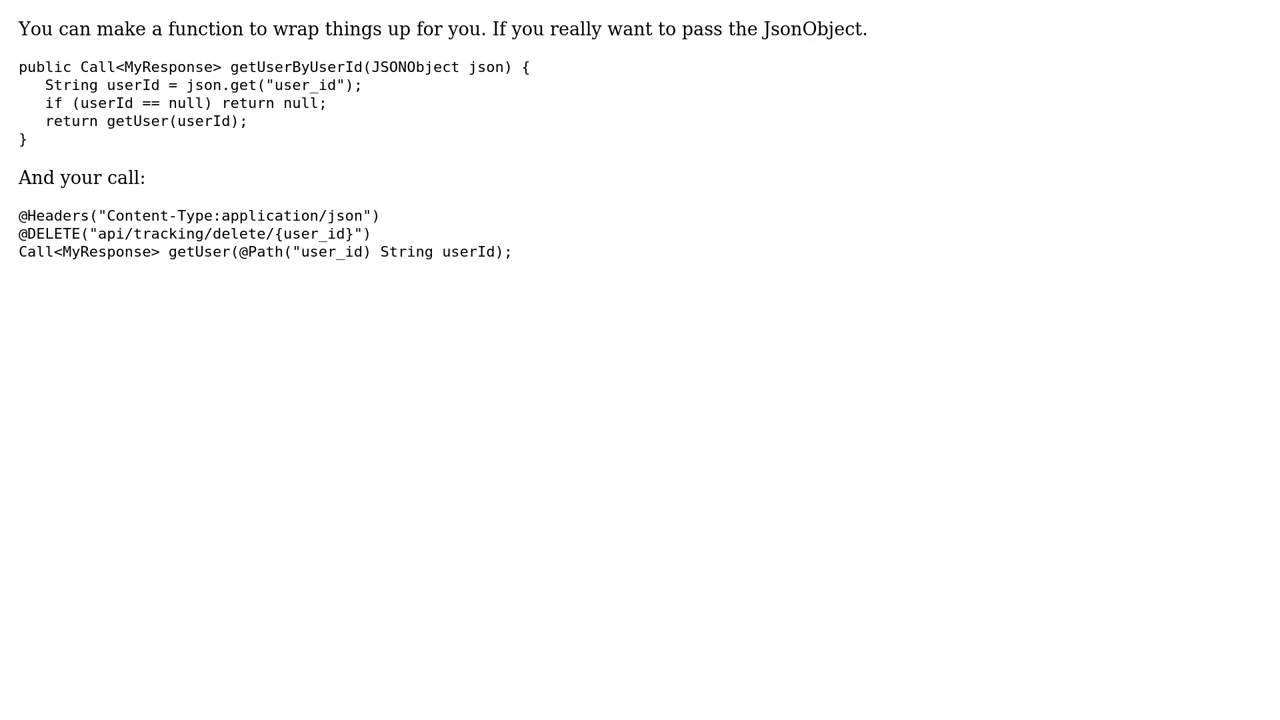 You can make a function to wrap things up for you. If you really want to pass the JsonObject.
public Call<MyResponse> getUserByUserId(JSONObject json) {
   String userId = json.get("user_id");
   if (userId == null) return null;
   return getUser(userId);
}
And your call:
@Headers("Content-Type:application/json")
@DELETE("api/tracking/delete/{user_id}")
Call<MyResponse> getUser(@Path("user_id) String userId);